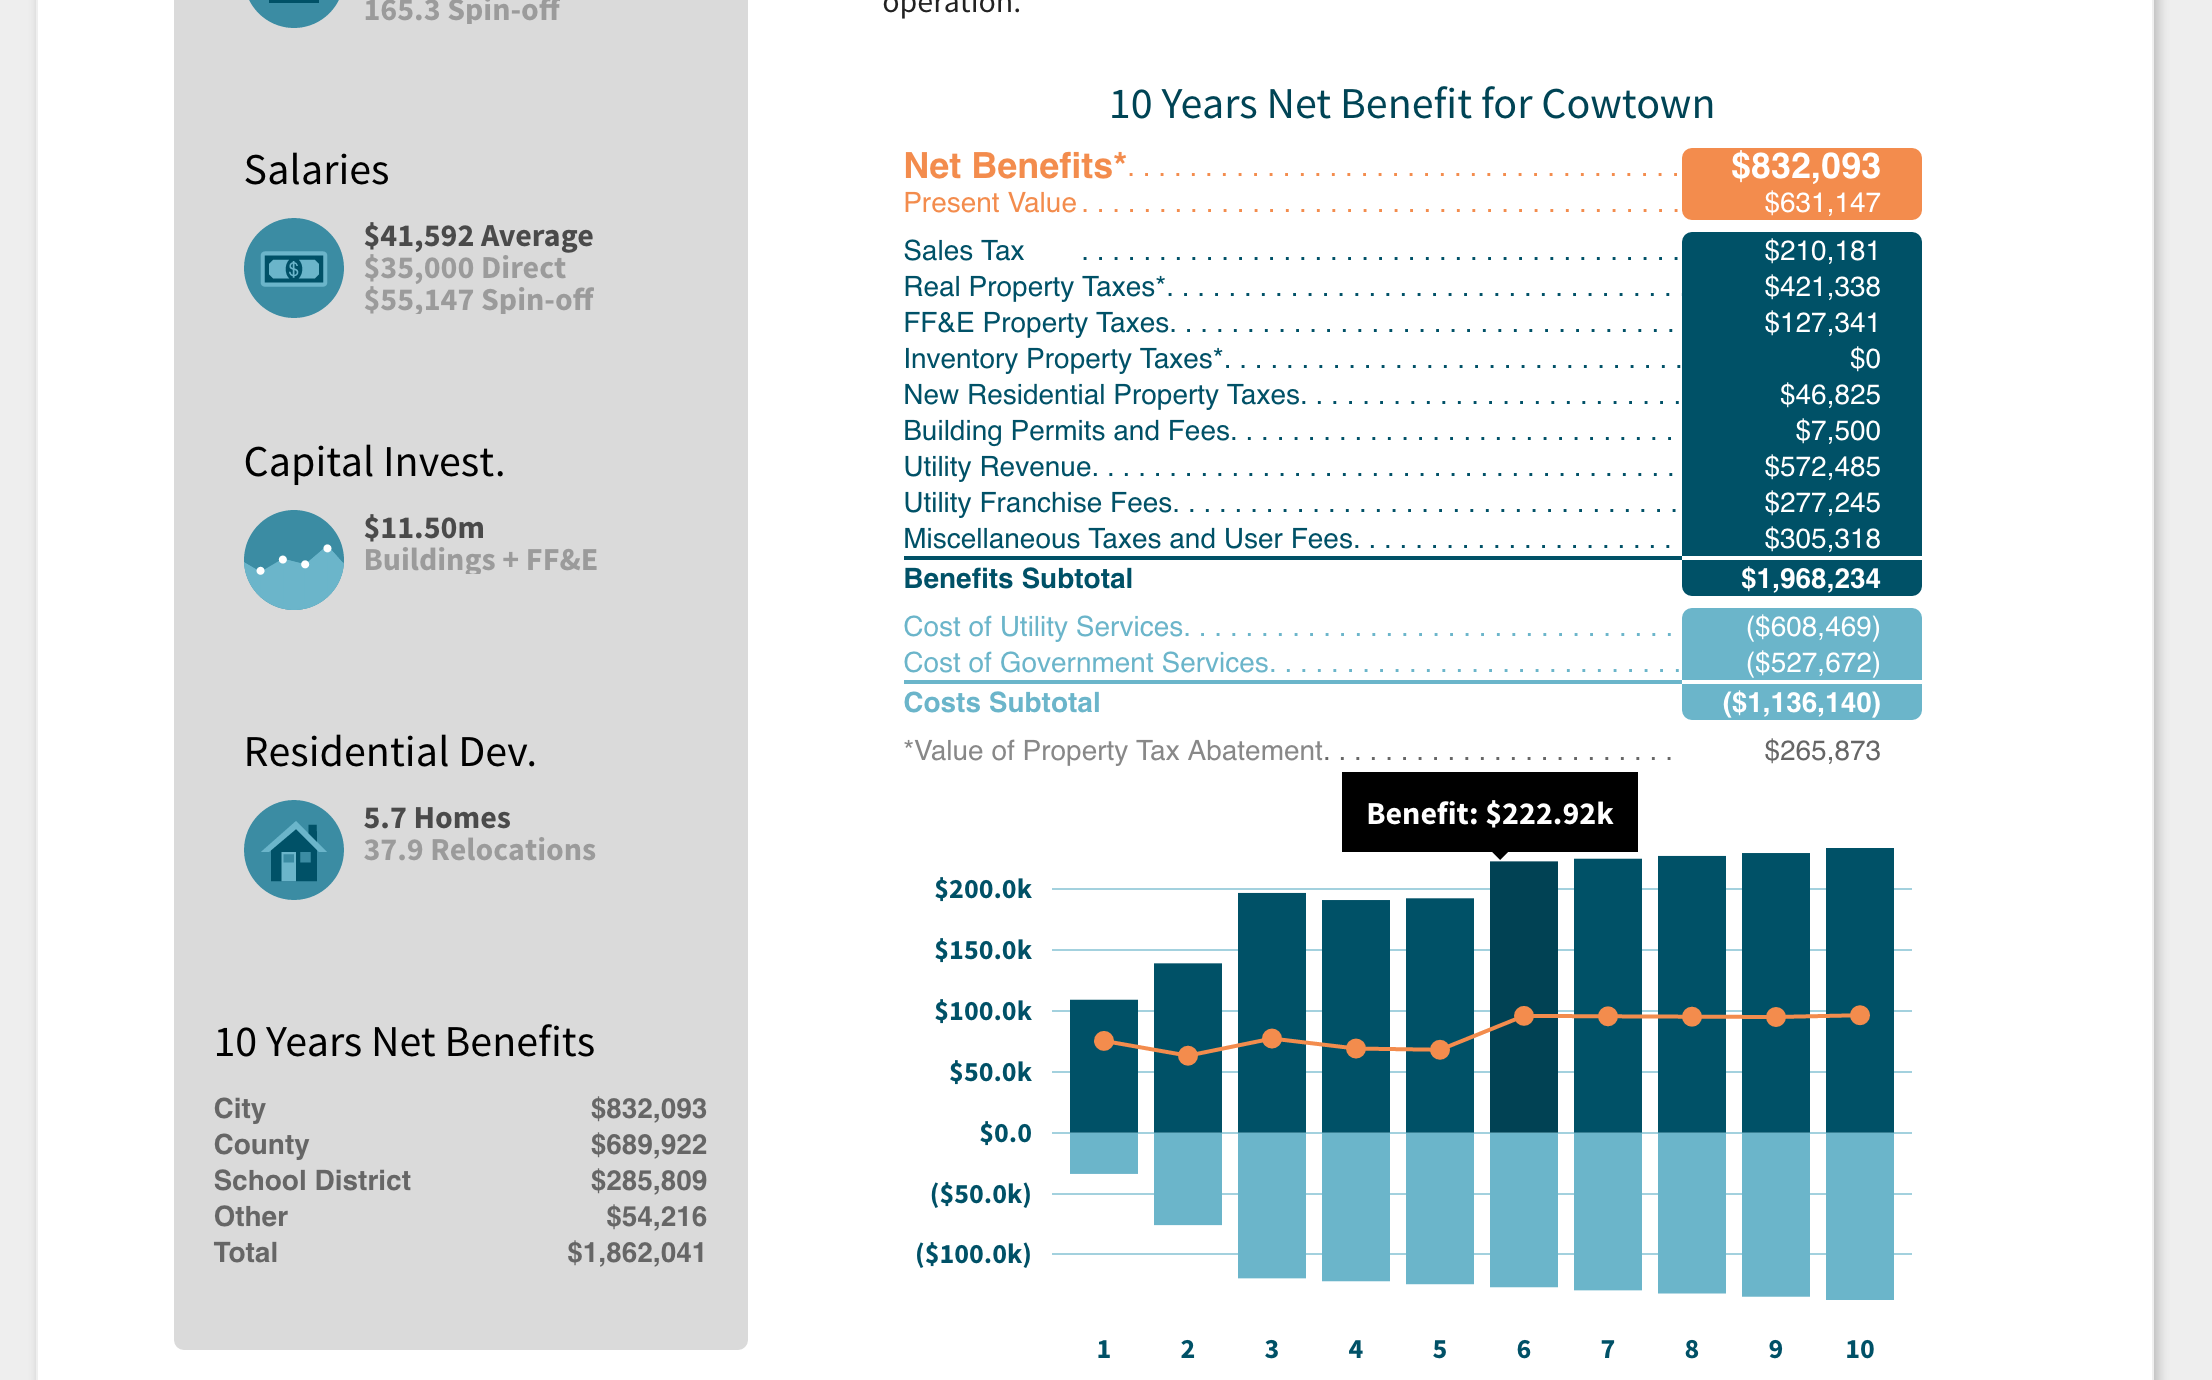 165.3 Spin-off
Salaries
$41,592 Average
$35,000 Direct
$55,147 Spin-off
Capital Invest.
$11.50m
Buildings + FF&E
Residential Dev.
5.7 Homes
37.9 Relocations
10 Years Net Benefits
City $832,093
County $689,922
School District $285,809
Other $54,216
Total $1,862,041
operation.
10 Years Net Benefit for Cowtown
Net Benefits* $832,093
Present Value $631,147
Sales Tax $210,181
Real Property Taxes* $421,338
FF&E Property Taxes $127,341
Inventory Property Taxes* $0
New Residential Property Taxes $46,825
Building Permits and Fees $7,500
Utility Revenue $572,485
Utility Franchise Fees $277,245
Miscellaneous Taxes and User Fees $305,318
Benefits Subtotal $1,968,234
Cost of Utility Services ($608,469)
Cost of Government Services ($527,672)
Costs Subtotal ($1,136,140)
*Value of Property Tax Abatement $265,873
Benefit: $222.92k
$200.0k
$150.0k
$100.0k
$50.0k
$0.0
($50.0k)
($100.0k)
1 2 3 4 5 6 7 8 9 10